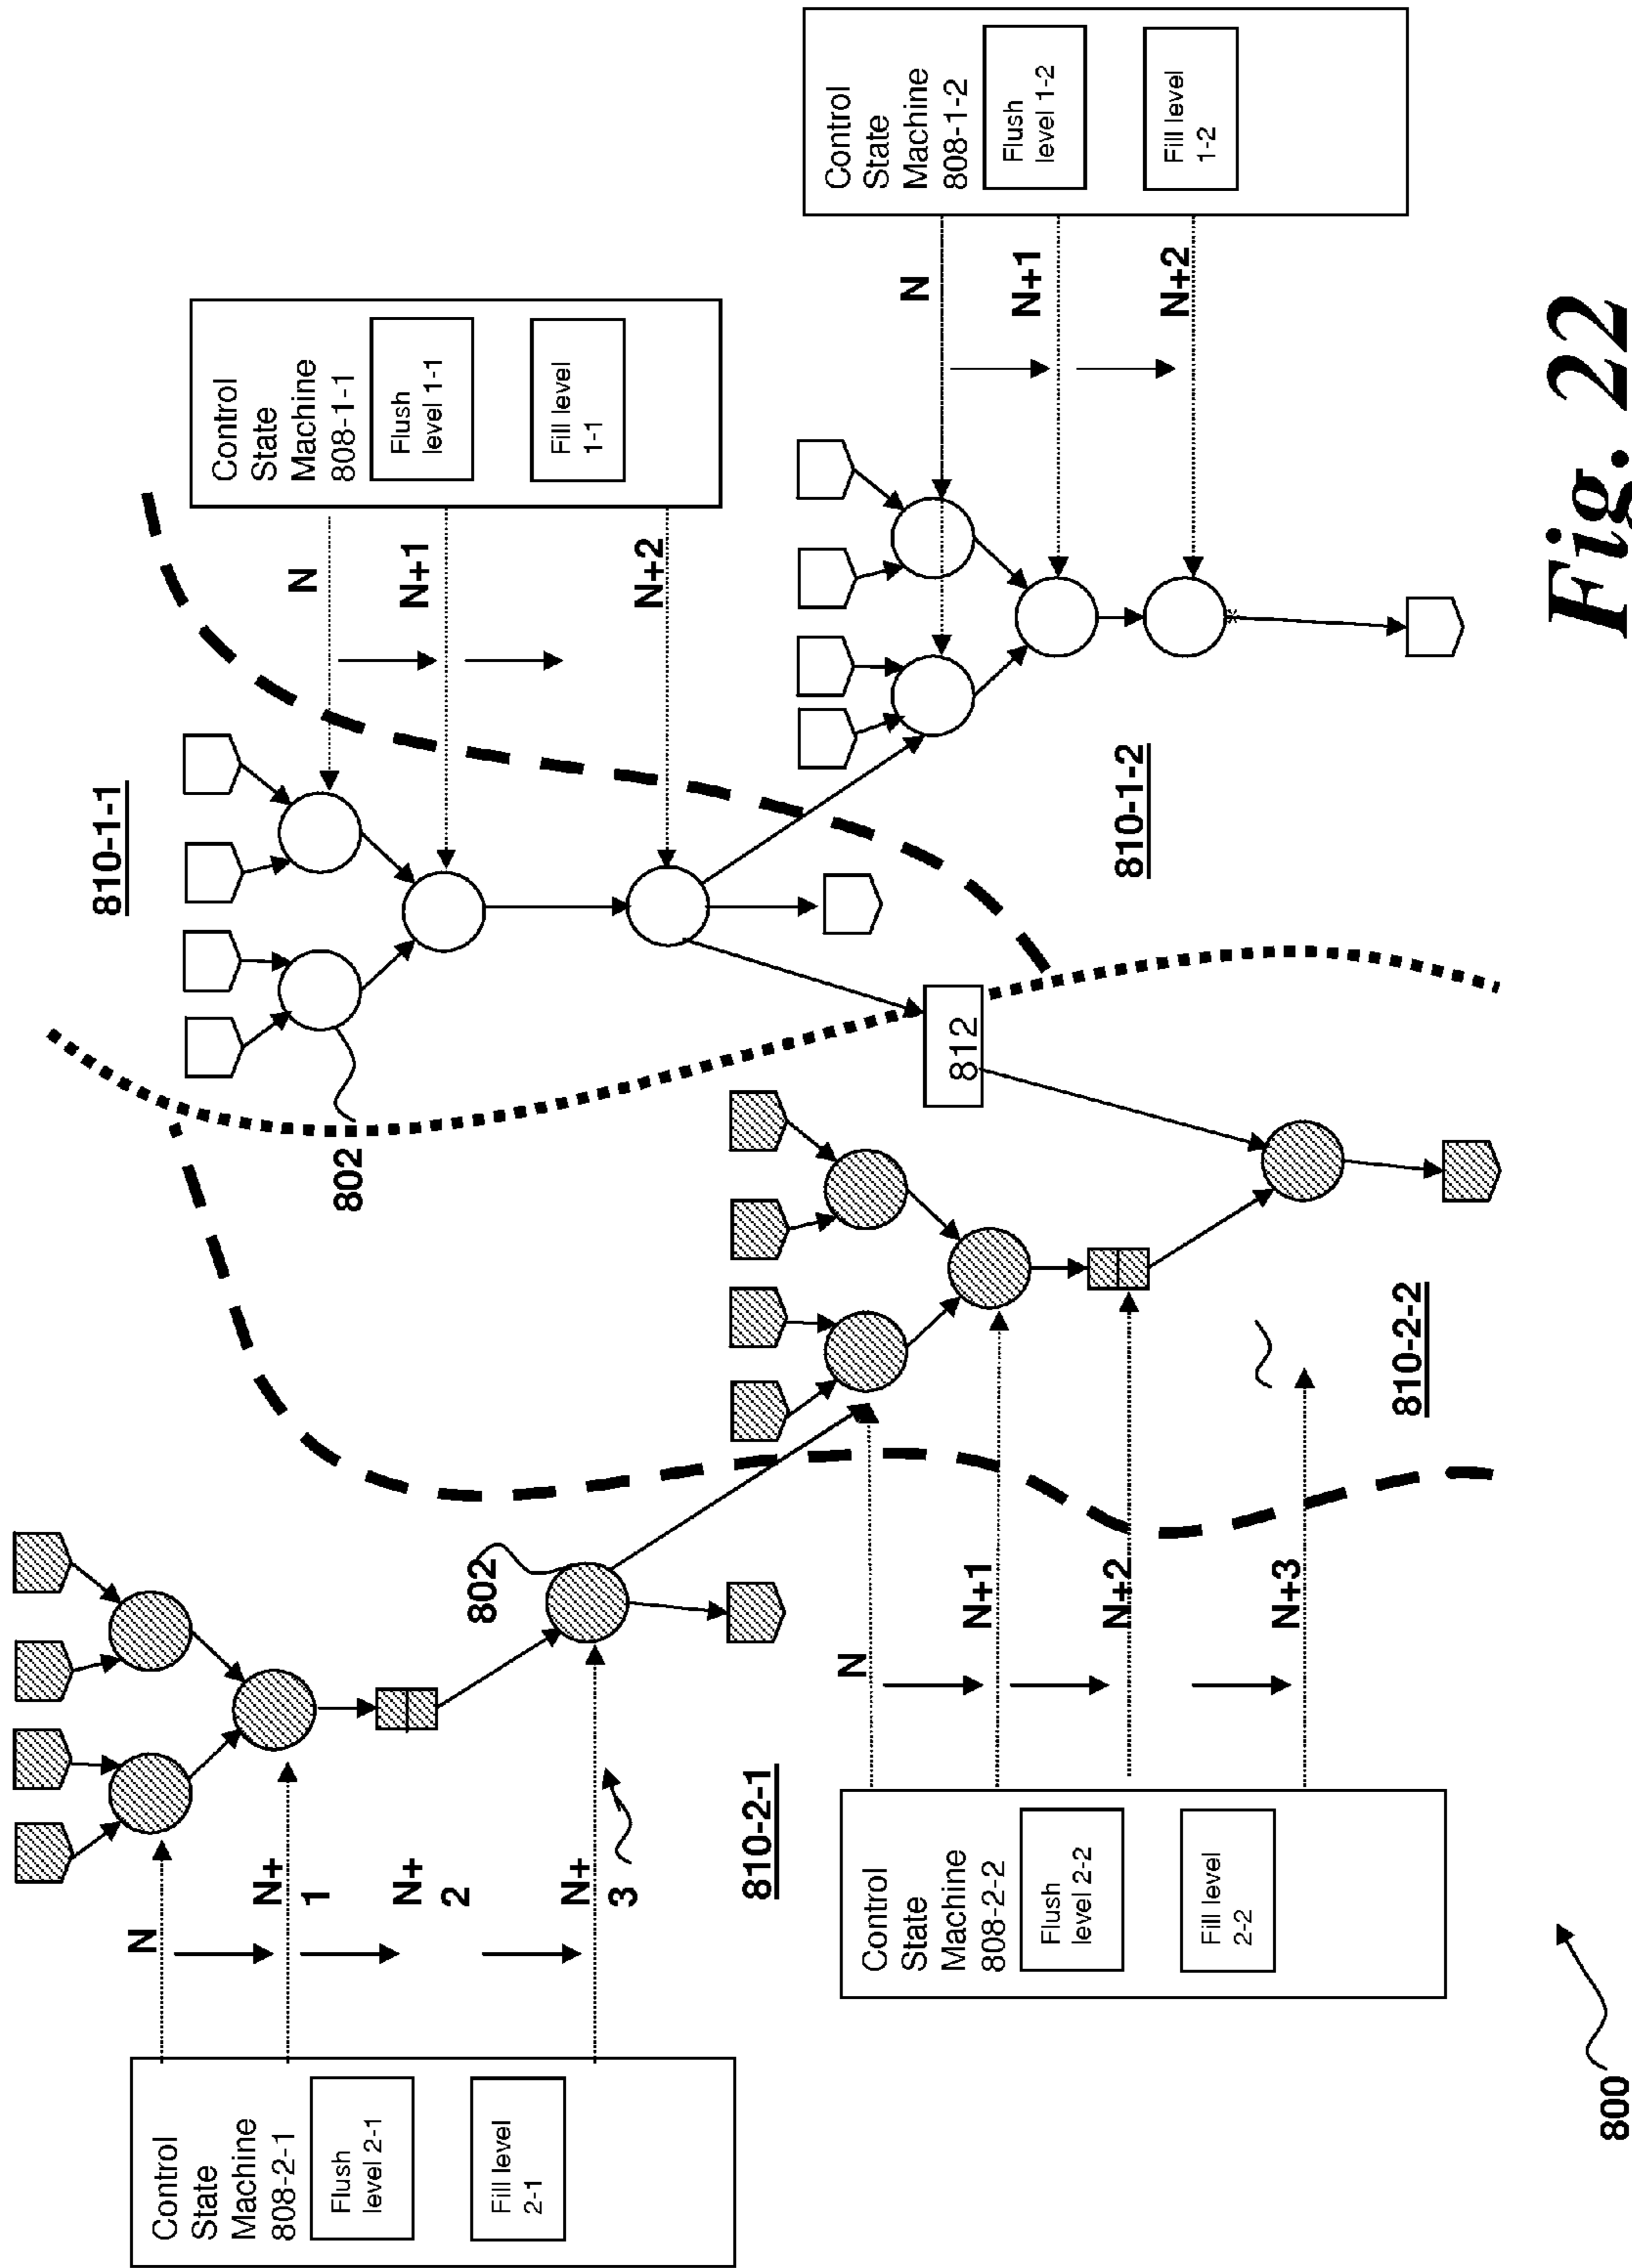 810-1-1
Control
State
Machine
808-1-1
Flush
level 1-1
Fill level
1-1
N
N+1
N+2
802
Control
State
Machine
808-1-2
Flush
level 1-2
Fill level
1-2
N
N+1
N+2
810-1-2
812
Control
State
Machine
808-2-1
Flush
level 2-1
Fill level
2-1
N
N+
1
N+
2
N+
3
802
810-2-1
Control
State
Machine
808-2-2
Flush
level 2-2
Fill level
2-2
N
N+1
N+2
N+3
810-2-2
800
Fig. 22